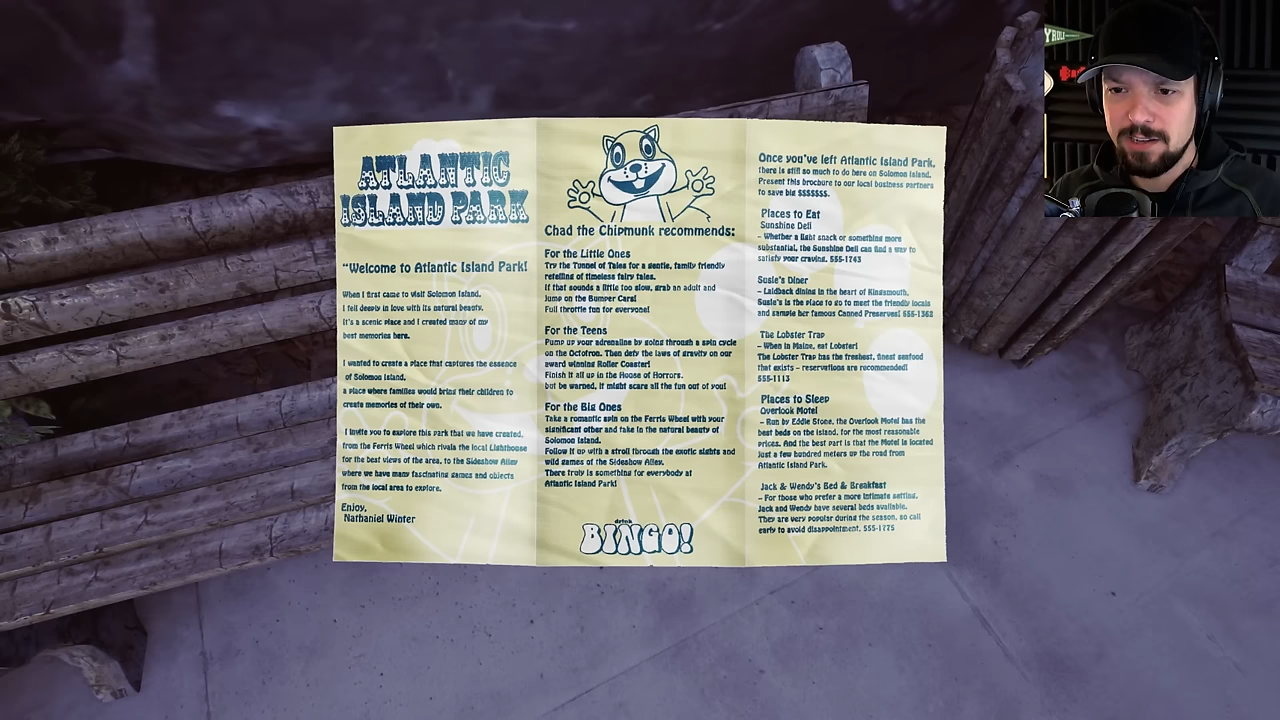 ATLANTIC
ISLAND PARK
"Welcome to Atlantic Island Park!
When I first came to visit Solomon Island,
I fell deeply in love with its natural beauty.
It's a scenic place and I created many of my
best memories here.
I wanted to create a place that captures the essence
of Solomon Island,
a place where families would bring their children to
create memories of their own.
I invite you to explore this park that we have created,
from the Ferris Wheel which rivals the local Lighthouse
for the best views of the area, to the Sideshow Alley
where we have many fascinating games and objects
from the local area to explore.
Enjoy,
Nathaniel Winter
Chad the Chipmunk recommends:
For the Little Ones
Try the Tunnel of Tales for a gentle, family friendly
retelling of timeless fairy tales.
If that sounds a little too slow, grab an adult and
jump on the Bumper Cars!
Full throttle fun for everyone!
For the Teens
Pump up your adrenaline by going through a spin cycle
on the Octotron. Then defy the laws of gravity on our
award winning Roller Coaster!
Finish it all up in the House of Horrors,
but be warned, it might scare all the fun out of you!
For the Big Ones
Take a romantic spin on the Ferris Wheel with your
significant other and take in the natural beauty of
Solomon Island.
Follow it up with a stroll through the exotic sights and
wild games of the Sideshow Alley.
There truly is something for everybody at
Atlantic Island Park!
drink
BINGO!
Once you've left Atlantic Island Park,
there is still so much to do here on Solomon Island.
Present this brochure to our local business partners
to save big $$$$$$$.
Places to Eat
Sunshine Deli
- Whether a light snack or something more
substantial, the Sunshine Deli can find a way to
satisfy your craving. 555-1743
Susie's Diner
- Laidback dining in the heart of Kingsmouth,
Susie's is the place to go to meet the friendly locals
and sample her famous Canned Preserves! 555-1362
The Lobster Trap
- When in Maine, eat Lobster!
The Lobster Trap has the freshest, finest seafood
that exists - reservations are recommended!
555-1113
Places to Sleep
Overlook Motel
- Run by Eddie Stone, the Overlook Motel has the
best beds on the island, for the most reasonable
prices. And the best part is that the Motel is located
just a few hundred meters up the road from
Atlantic Island Park.
Jack & Wendy's Bed & Breakfast
- For those who prefer a more intimate setting,
Jack and Wendy have several beds available.
They are very popular during the season, so call
early to avoid disappointment. 555-1775